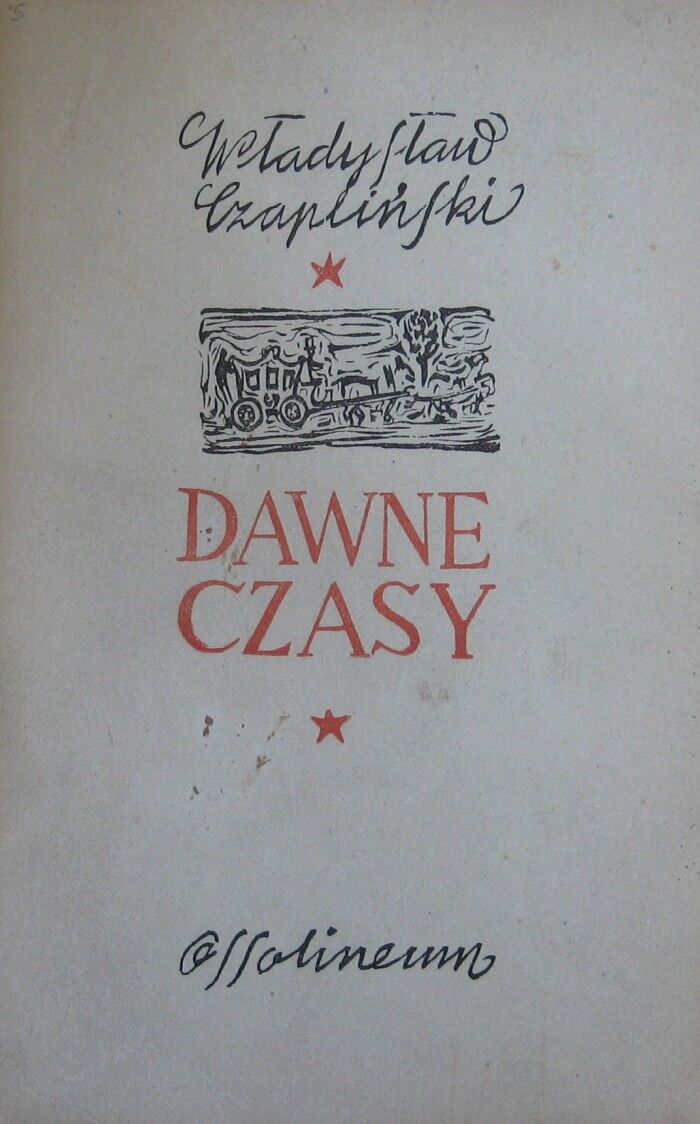 Władysław
Czapliński
DAWNE
CZASY
Ossolineum